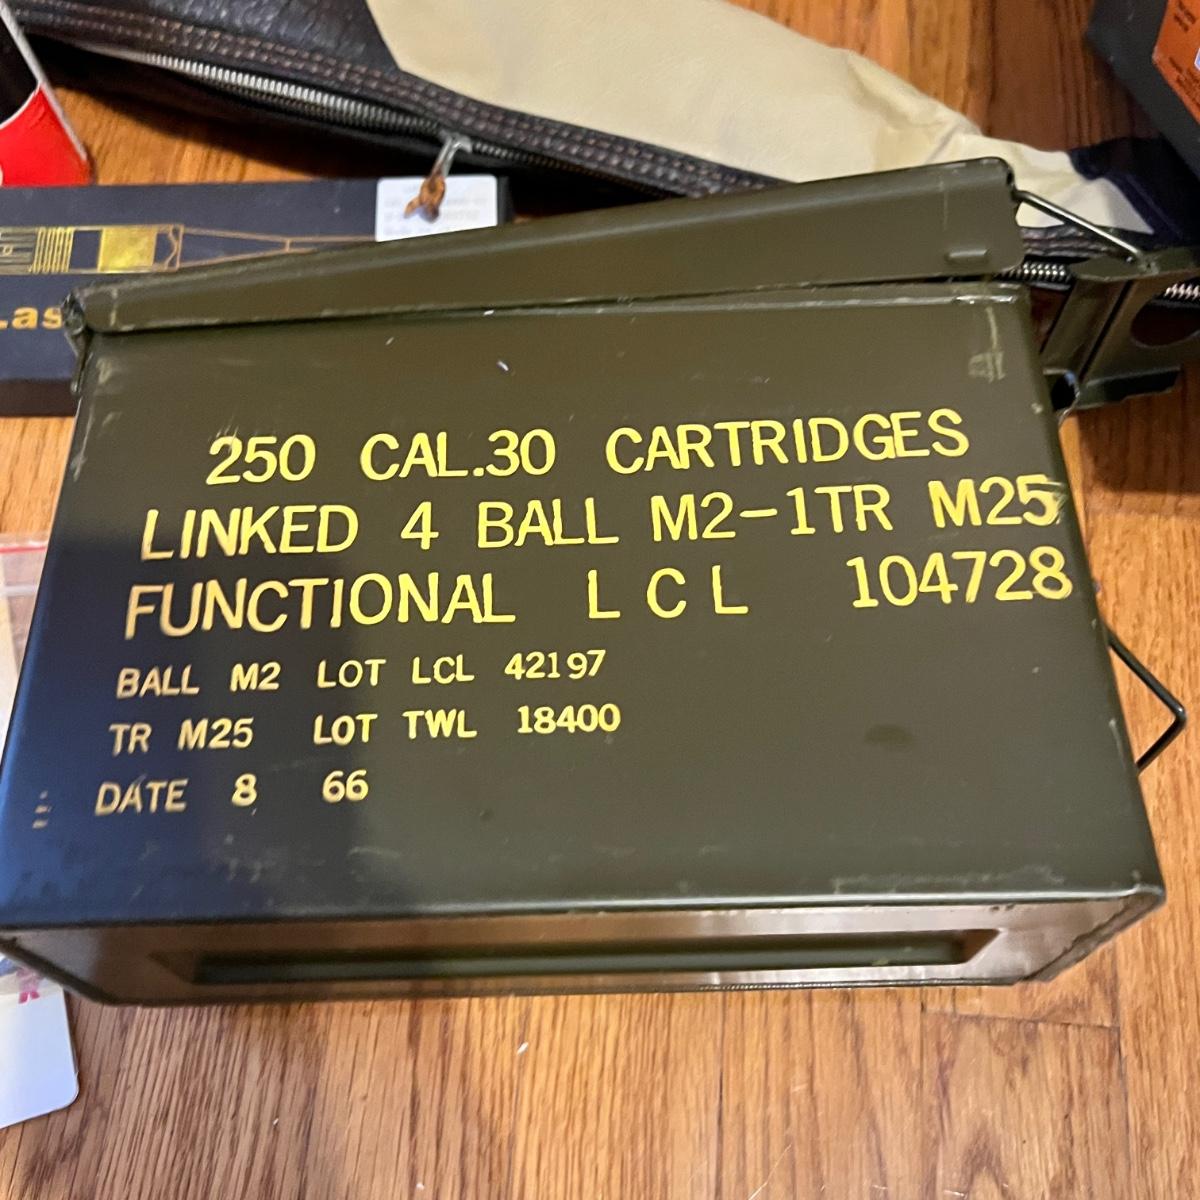 250 CAL.30 CARTRIDGES
LINKED 4 BALL M2-1TR M25
FUNCTIONAL L C L 104728
BALL M2 LOT LCL 42197
TR M25 LOT TWL 18400
DATE 8 66